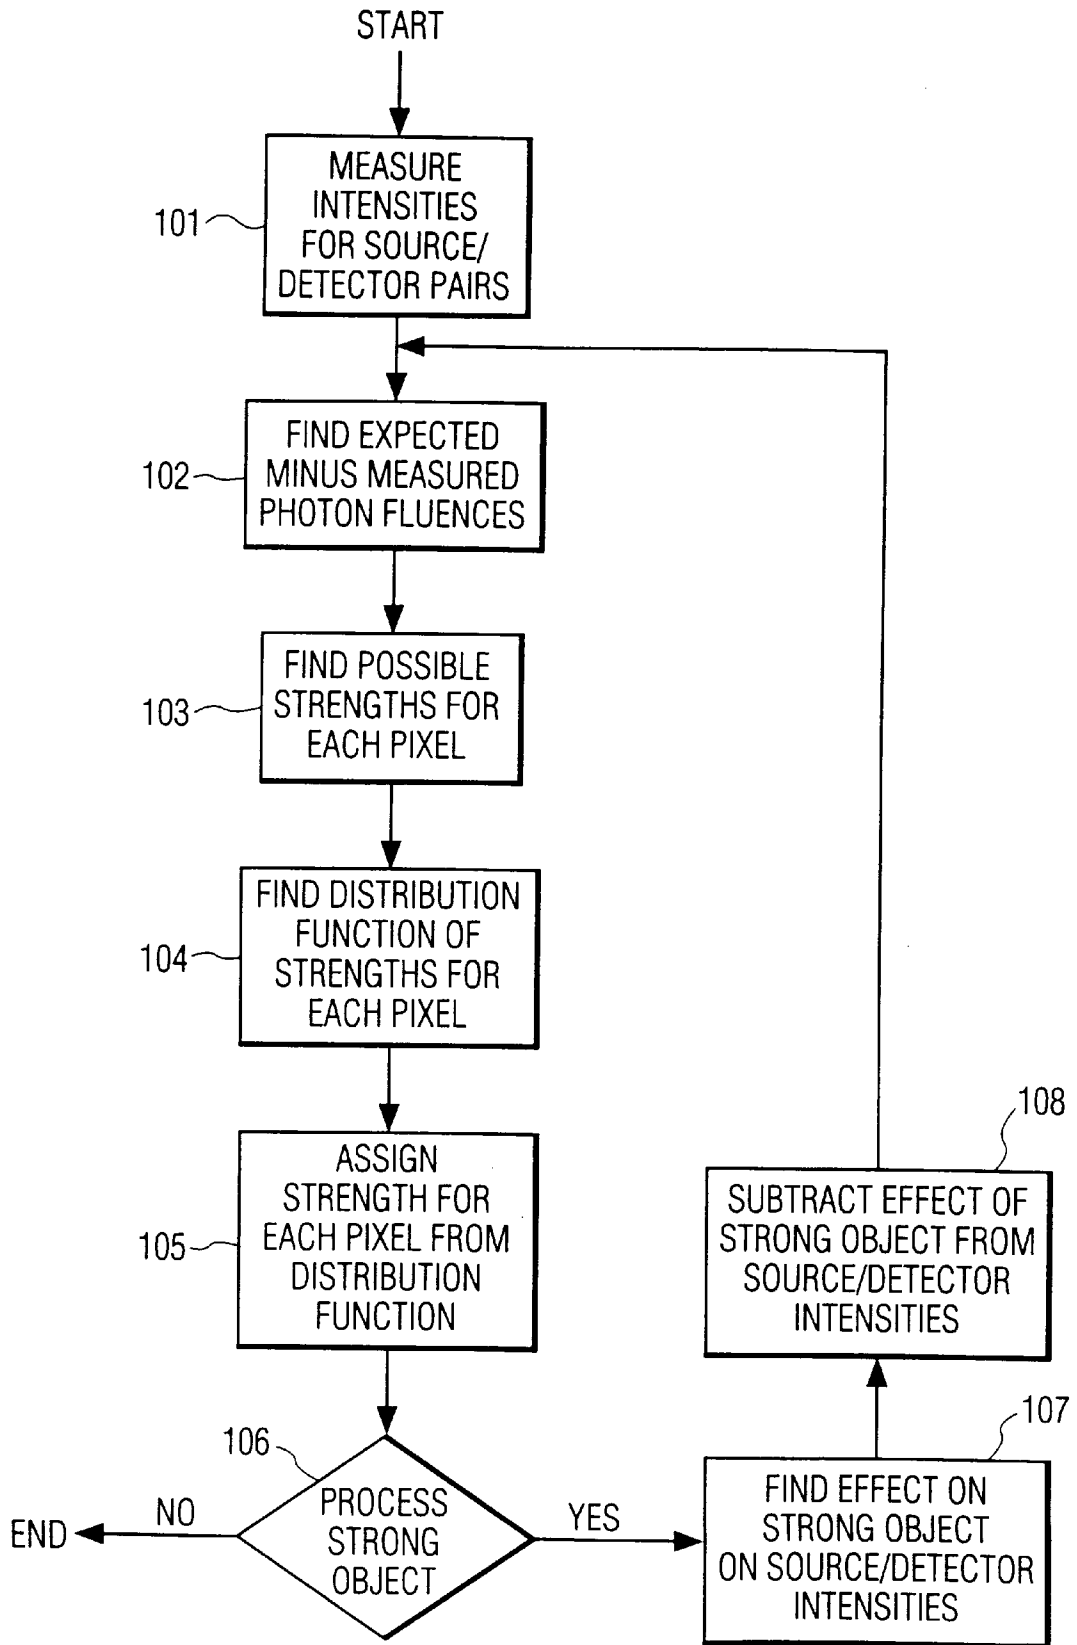 START
101
MEASURE
INTENSITIES
FOR SOURCE/
DETECTOR PAIRS
102
FIND EXPECTED
MINUS MEASURED
PHOTON FLUENCES
103
FIND POSSIBLE
STRENGTHS FOR
EACH PIXEL
104
FIND DISTRIBUTION
FUNCTION OF
STRENGTHS FOR
EACH PIXEL
105
ASSIGN
STRENGTH FOR
EACH PIXEL FROM
DISTRIBUTION
FUNCTION
106
PROCESS
STRONG
OBJECT
NO
END
YES
107
FIND EFFECT ON
STRONG OBJECT
ON SOURCE/DETECTOR
INTENSITIES
108
SUBTRACT EFFECT OF
STRONG OBJECT FROM
SOURCE/DETECTOR
INTENSITIES